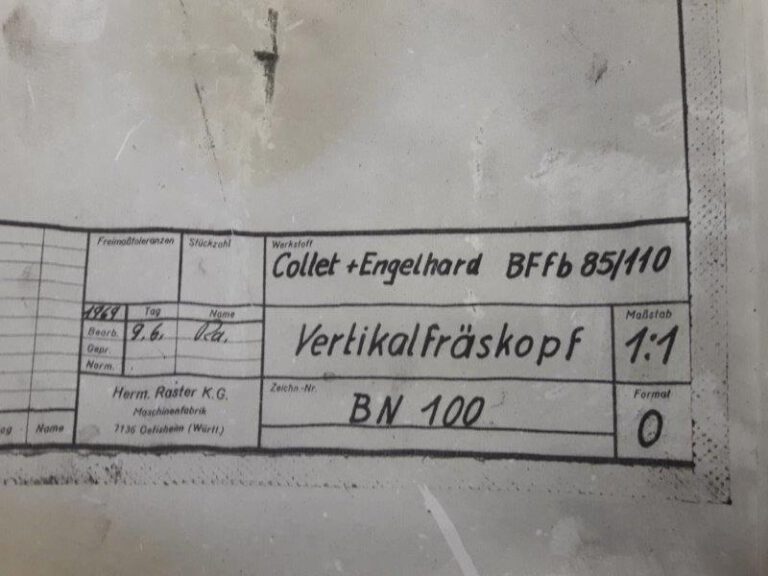 Freimaßtoleranzen
Stückzahl
Werkstoff
Collet + Engelhard BFfb 85/110
1969 Tag Name
Bearb. 9.6.
Gepr.
Norm.
Vertikalfräskopf
Maßstab
1:1
Herm. Raster K.G.
Maschinenfabrik
7136 Oetisheim (Württ.)
Zeichn.-Nr.
BN 100
Format
0
Name